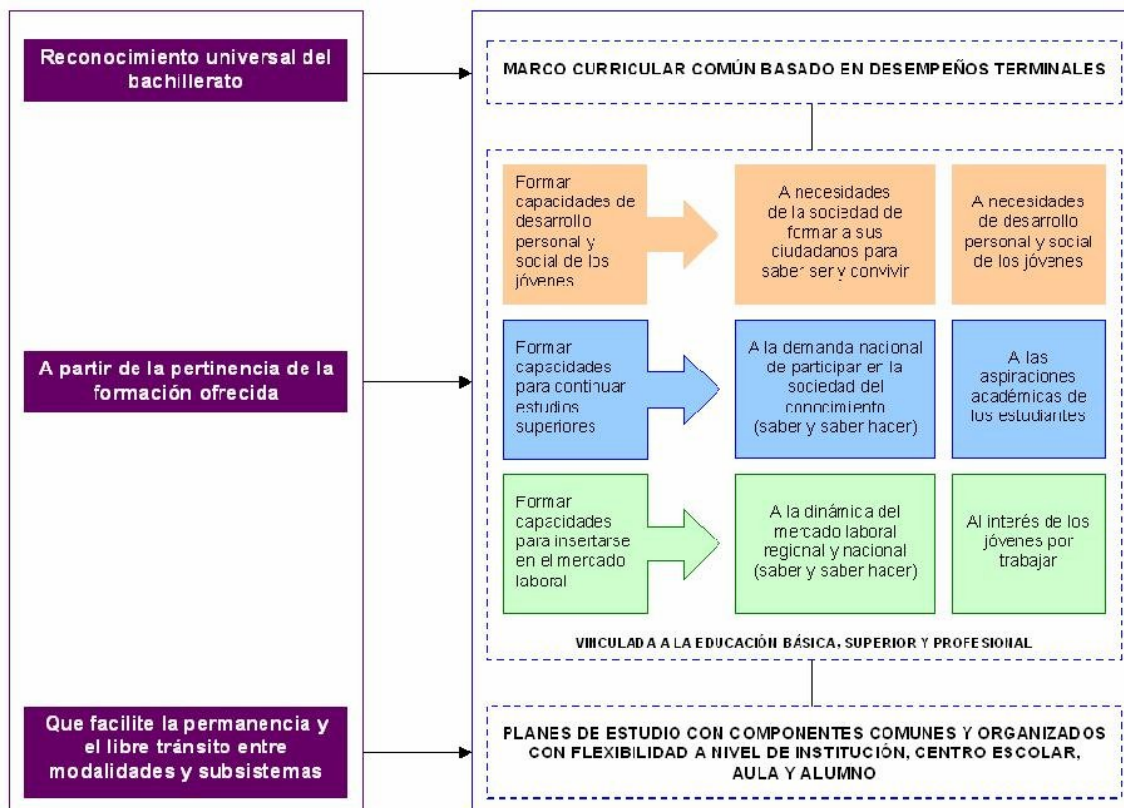 Reconocimiento universal del
bachillerato
MARCO CURRICULAR COMÚN BASADO EN DESEMPEÑOS TERMINALES
A partir de la pertinencia de la
formación ofrecida
Formar
capacidades de
desarrollo
personal y
social de los
jóvenes
A necesidades
de la sociedad de
formar a sus
ciudadanos para
saber ser y convivir
A necesidades
de desarrollo
personal y social
de los jóvenes
Formar
capacidades
para continuar
estudios
superiores
A la demanda nacional
de participar en la
sociedad del
conocimiento
(saber y saber hacer)
A las
aspiraciones
académicas de
los estudiantes
Formar
capacidades
para insertarse
en el mercado
laboral
A la dinámica del
mercado laboral
regional y nacional
(saber y saber hacer)
Al interés de los
jóvenes por
trabajar
VINCULADA A LA EDUCACIÓN BÁSICA, SUPERIOR Y PROFESIONAL
Que facilite la permanencia y
el libre tránsito entre
modalidades y subsistemas
PLANES DE ESTUDIO CON COMPONENTES COMUNES Y ORGANIZADOS
CON FLEXIBILIDAD A NIVEL DE INSTITUCIÓN, CENTRO ESCOLAR,
AULA Y ALUMNO